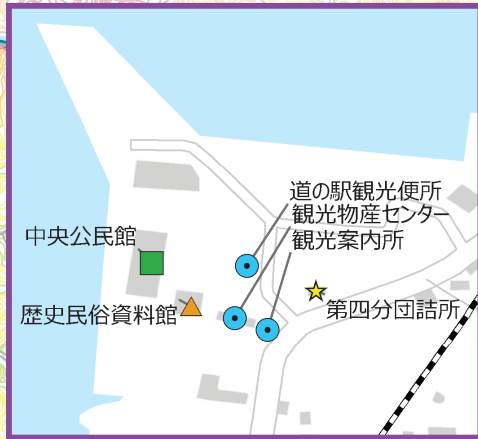 道の駅観光便所
観光物産センター
観光案内所
中央公民館
歴史民俗資料館
第四分団詰所